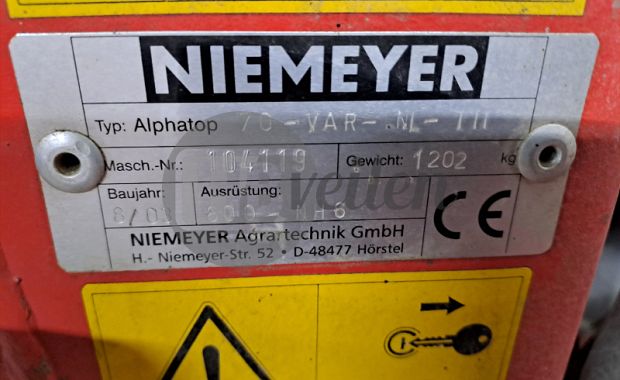 NIEMEYER
Typ: Alphatop 70-VAR-NL-TH
Masch.-Nr.: 104119 Gewicht: 1202 kg
Baujahr: Ausrüstung:
NIEMEYER Agrartechnik GmbH
H.- Niemeyer-Str. 52 • D-48477 Hörstel
CE